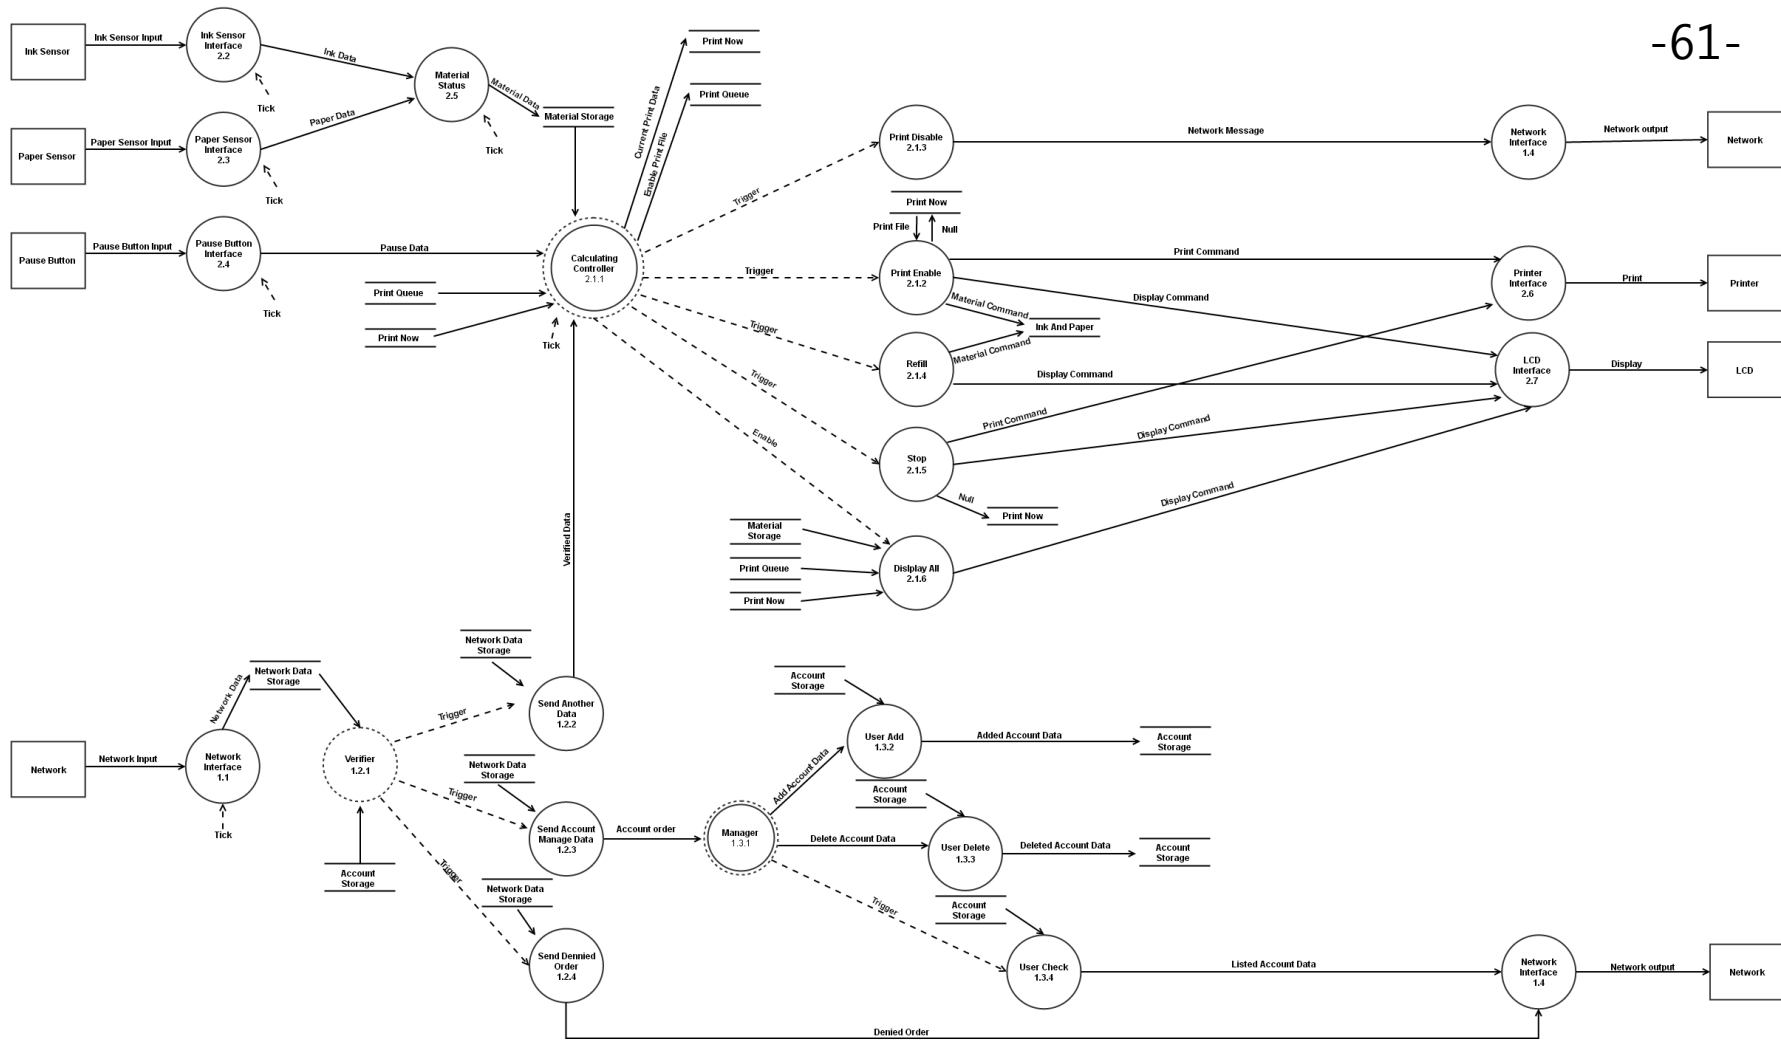 -61-
Ink Sensor
Ink Sensor Input
Ink Sensor
Interface
2.2
Tick
Ink Data
Paper Sensor
Paper Sensor Input
Paper Sensor
Interface
2.3
Tick
Paper Data
Material
Status
2.5
Tick
Material Data
Material Storage
Pause Button
Pause Button Input
Pause Button
Interface
2.4
Tick
Pause Data
Print Queue
Print Now
Tick
Calculating
Controller
2.1.1
Current Print Data
Print Now
Enable Print File
Print Queue
Trigger
Print Disable
2.1.3
Network Message
Network
Interface
1.4
Network output
Network
Print Now
Print File
Null
Trigger
Print Enable
2.1.2
Print Command
Printer
Interface
2.6
Print
Printer
Display Command
Material Command
Ink And Paper
Material Command
Trigger
Refill
2.1.4
Display Command
LCD
Interface
2.7
Display
LCD
Trigger
Stop
2.1.5
Print Command
Display Command
Null
Print Now
Enable
Material
Storage
Print Queue
Print Now
Dislplay All
2.1.6
Display Command
Verified Data
Network
Network Input
Network
Interface
1.1
Tick
Network Data
Network Data
Storage
Verifier
1.2.1
Account
Storage
Trigger
Network Data
Storage
Send Another
Data
1.2.2
Trigger
Network Data
Storage
Send Account
Manage Data
1.2.3
Account order
Trigger
Network Data
Storage
Send Dennied
Order
1.2.4
Denied Order
Manager
1.3.1
Add Account Data
Account
Storage
User Add
1.3.2
Added Account Data
Account
Storage
Delete Account Data
Account
Storage
User Delete
1.3.3
Deleted Account Data
Account
Storage
Trigger
Account
Storage
User Check
1.3.4
Listed Account Data
Network
Interface
1.4
Network output
Network